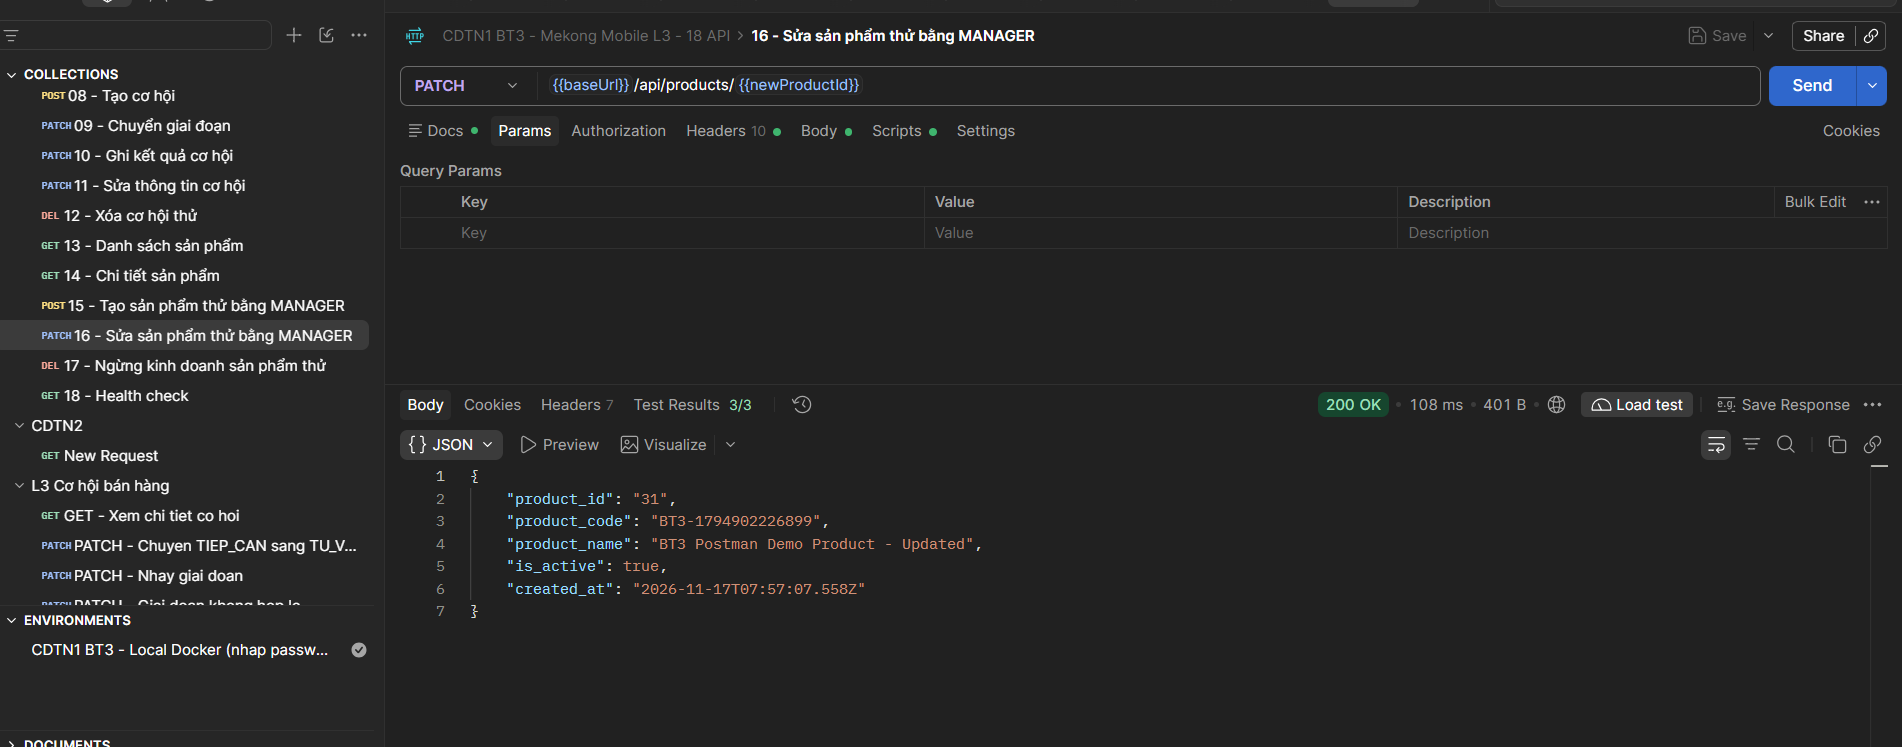 COLLECTIONS
POST 08 - Tạo cơ hội
PATCH 09 - Chuyển giai đoạn
PATCH 10 - Ghi kết quả cơ hội
PATCH 11 - Sửa thông tin cơ hội
DEL 12 - Xóa cơ hội thử
GET 13 - Danh sách sản phẩm
GET 14 - Chi tiết sản phẩm
POST 15 - Tạo sản phẩm thử bằng MANAGER
PATCH 16 - Sửa sản phẩm thử bằng MANAGER
DEL 17 - Ngừng kinh doanh sản phẩm thử
GET 18 - Health check
CDTN2
GET New Request
L3 Cơ hội bán hàng
GET GET - Xem chi tiet co hoi
PATCH PATCH - Chuyen TIEP_CAN sang TU_V...
PATCH PATCH - Nhay giai doan
PATCH PATCH - Giai doan khong hop le
ENVIRONMENTS
CDTN1 BT3 - Local Docker (nhap passw...
DOCUMENTS
HTTP CDTN1 BT3 - Mekong Mobile L3 - 18 API > 16 - Sửa sản phẩm thử bằng MANAGER
Save Share
PATCH {{baseUrl}} /api/products/ {{newProductId}} Send
Docs Params Authorization Headers 10 Body Scripts Settings Cookies
Query Params
Key Value Description Bulk Edit
Key Value Description
Body Cookies Headers 7 Test Results 3/3 200 OK 108 ms 401 B Load test e.g. Save Response
{} JSON Preview Visualize
1 {
2 "product_id": "31",
3 "product_code": "BT3-1794902226899",
4 "product_name": "BT3 Postman Demo Product - Updated",
5 "is_active": true,
6 "created_at": "2026-11-17T07:57:07.558Z"
7 }